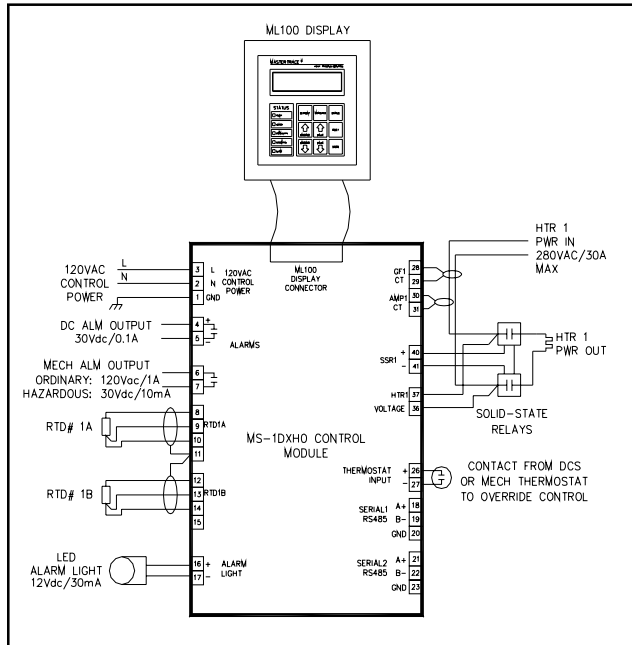 ML100 DISPLAY
STATUS
HTR 1
PWR IN
280VAC/30A
MAX
120VAC
CONTROL
POWER
L
N
3 L
2 N
1 GND
120VAC
CONTROL
POWER
ML100
DISPLAY
CONNECTOR
GF1
CT
28
29
AMP1
CT
30
31
DC ALM OUTPUT
30Vdc/0.1A
4 +
5 -
ALARMS
MECH ALM OUTPUT
ORDINARY: 120Vac/1A
HAZARDOUS: 30Vdc/10mA
6
7
SSR1
+ 40
- 41
HTR1 37
VOLTAGE 36
HTR 1
PWR OUT
SOLID-STATE
RELAYS
RTD# 1A
8
9 RTD1A
10
11
MS-1DXH0 CONTROL
MODULE
RTD# 1B
12
13 RTD1B
14
15
THERMOSTAT
INPUT
+ 26
- 27
CONTACT FROM DCS
OR MECH THERMOSTAT
TO OVERRIDE CONTROL
SERIAL1 A+ 18
RS485 B- 19
GND 20
LED
ALARM LIGHT
12Vdc/30mA
16 + ALARM
17 - LIGHT
SERIAL2 A+ 21
RS485 B- 22
GND 23